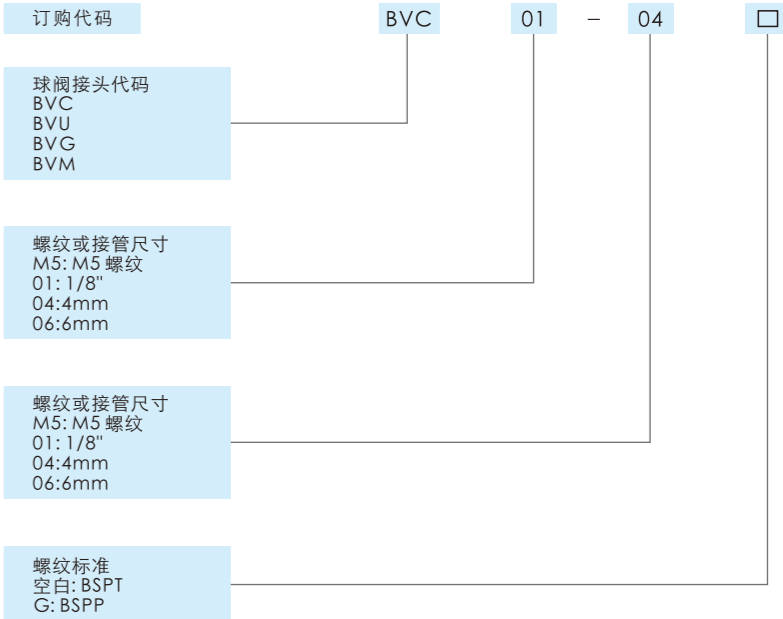 订购代码 BVC 01 – 04 □
球阀接头代码
BVC
BVU
BVG
BVM
螺纹或接管尺寸
M5: M5 螺纹
01: 1/8"
04:4mm
06:6mm
螺纹或接管尺寸
M5: M5 螺纹
01: 1/8"
04:4mm
06:6mm
螺纹标准
空白: BSPT
G: BSPP